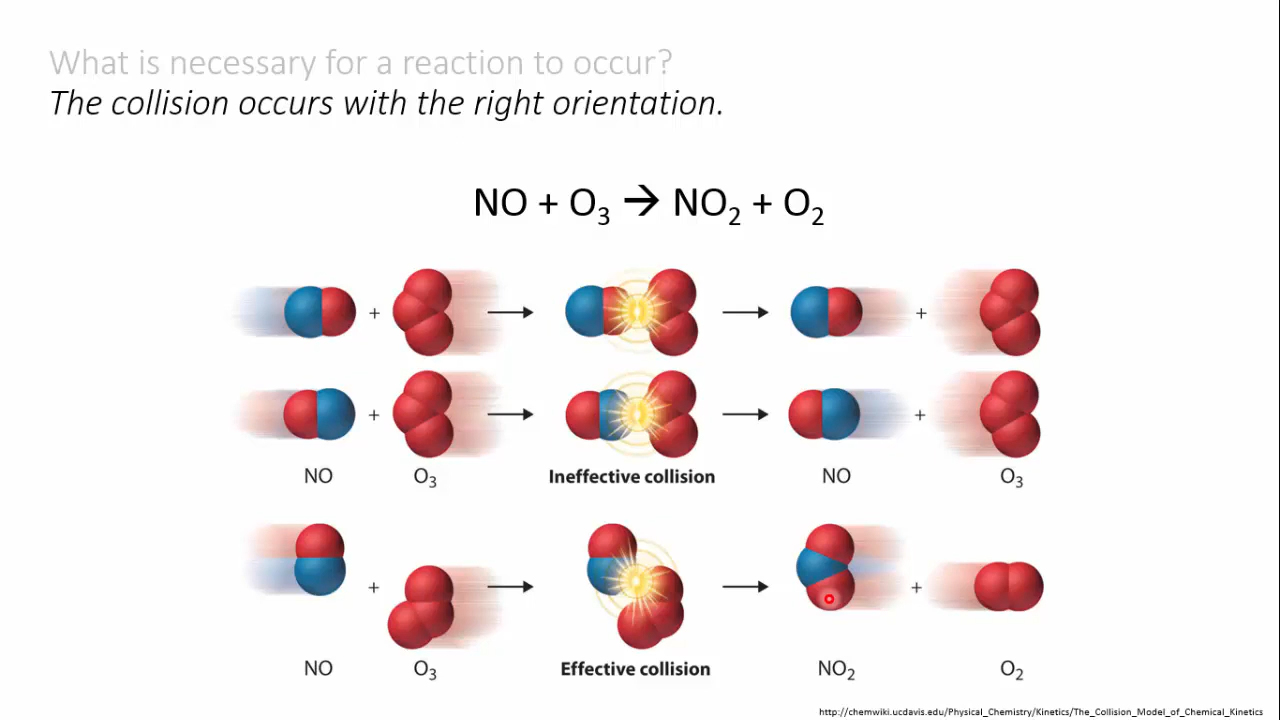 What is necessary for a reaction to occur?
The collision occurs with the right orientation.
NO + O₃ → NO₂ + O₂
+ → → +
+ → → +
NO O₃ Ineffective collision NO O₃
+ → → +
NO O₃ Effective collision NO₂ O₂
http://chemwiki.ucdavis.edu/Physical_Chemistry/Kinetics/The_Collision_Model_of_Chemical_Kinetics